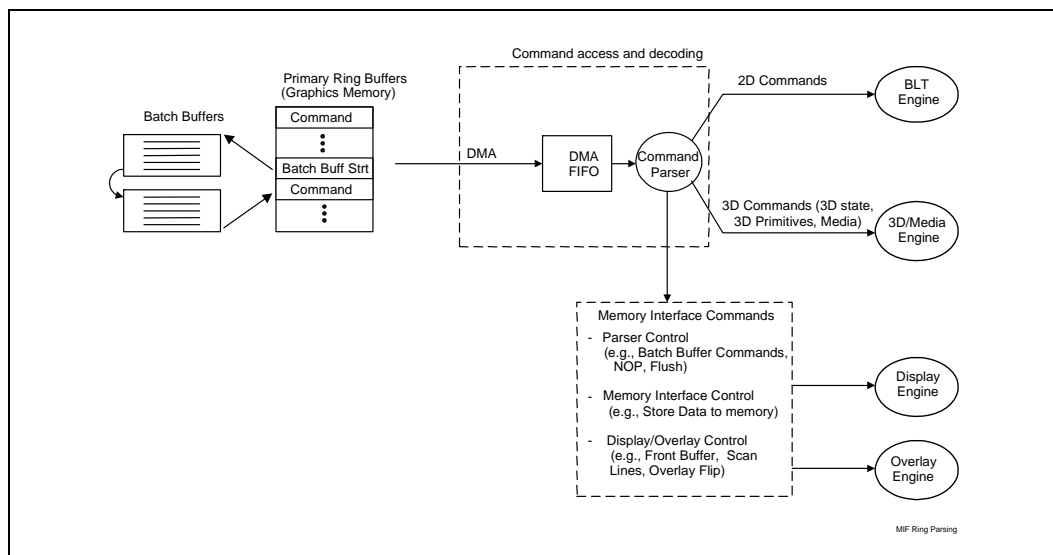 Command access and decoding
Primary Ring Buffers
(Graphics Memory)
Batch Buffers
Command
Batch Buff Strt
Command
DMA
DMA
FIFO
Command
Parser
2D Commands
BLT
Engine
3D Commands (3D state,
3D Primitives, Media)
3D/Media
Engine
Memory Interface Commands
- Parser Control
(e.g., Batch Buffer Commands,
NOP, Flush)
- Memory Interface Control
(e.g., Store Data to memory)
- Display/Overlay Control
(e.g., Front Buffer, Scan
Lines, Overlay Flip)
Display
Engine
Overlay
Engine
MIF Ring Parsing